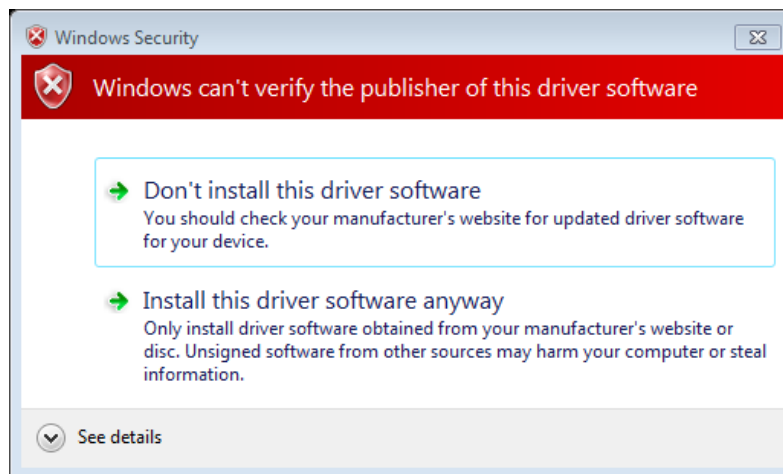 Windows Security
Windows can't verify the publisher of this driver software
Don't install this driver software
You should check your manufacturer's website for updated driver software
for your device.
Install this driver software anyway
Only install driver software obtained from your manufacturer's website or
disc. Unsigned software from other sources may harm your computer or steal
information.
See details